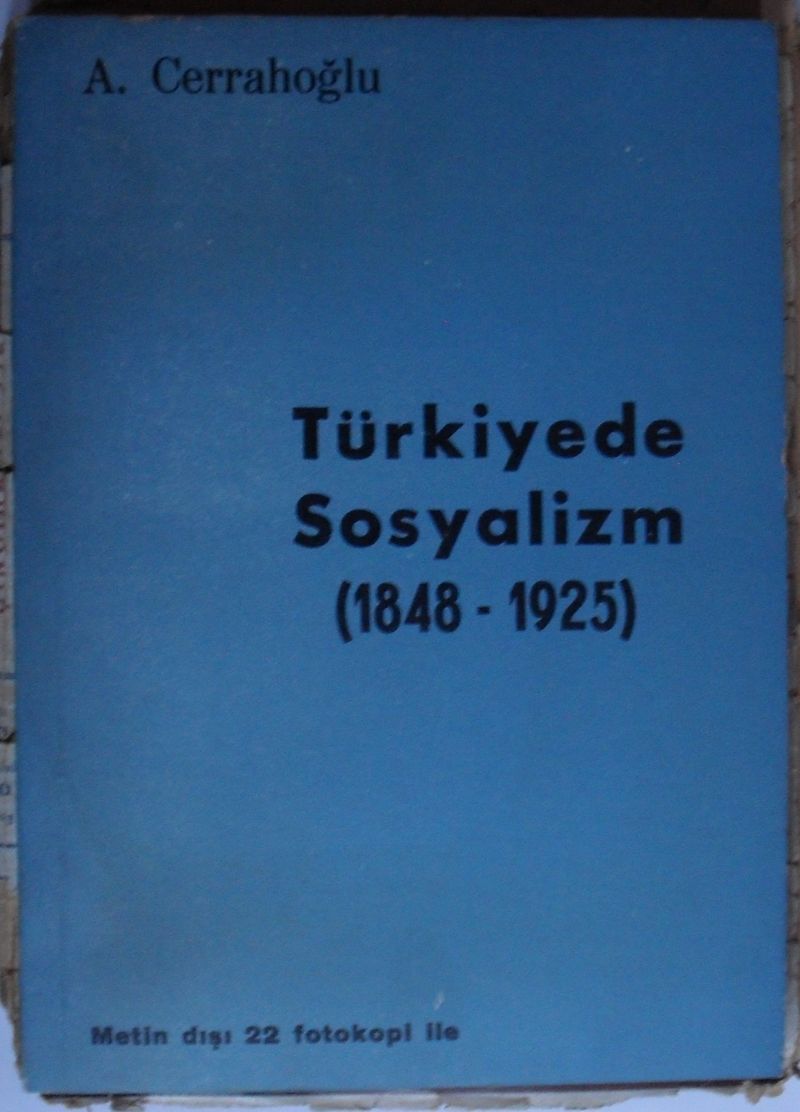 A. Cerrahoğlu
Türkiyede
Sosyalizm
(1848 - 1925)
Metin dışı 22 fotokopi ile